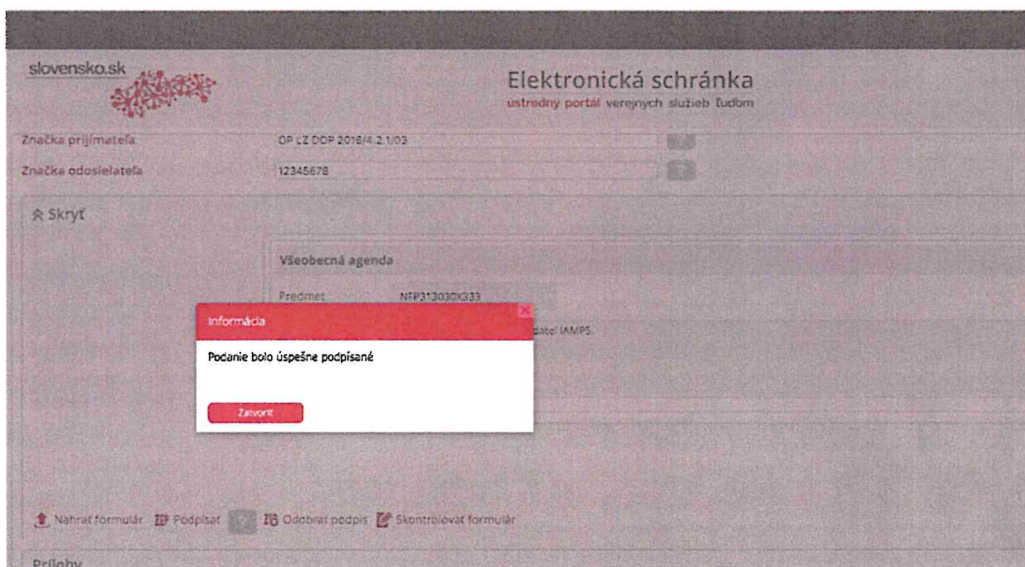 slovensko.sk
Elektronická schránka
ústredný portál verejných služieb ľuďom
Značka prijímateľa OP LZ DOP 2016/4.2.1/03 ?
Značka odosielateľa 12345678 ?
Skryť
Všeobecná agenda
Predmet NFP313030X333
Informácia
dateľ IAMPS.
Podanie bolo úspešne podpísané
Zatvoriť
Nahrať formulár Podpísať ? Odobrať podpis Skontrolovať formulár
Prílohy